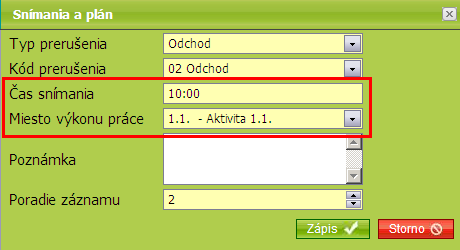 Snímania a plán
Typ prerušenia Odchod
Kód prerušenia 02 Odchod
Čas snímania 10:00
Miesto výkonu práce 1.1. - Aktivita 1.1.
Poznámka
Poradie záznamu 2
Zápis Storno